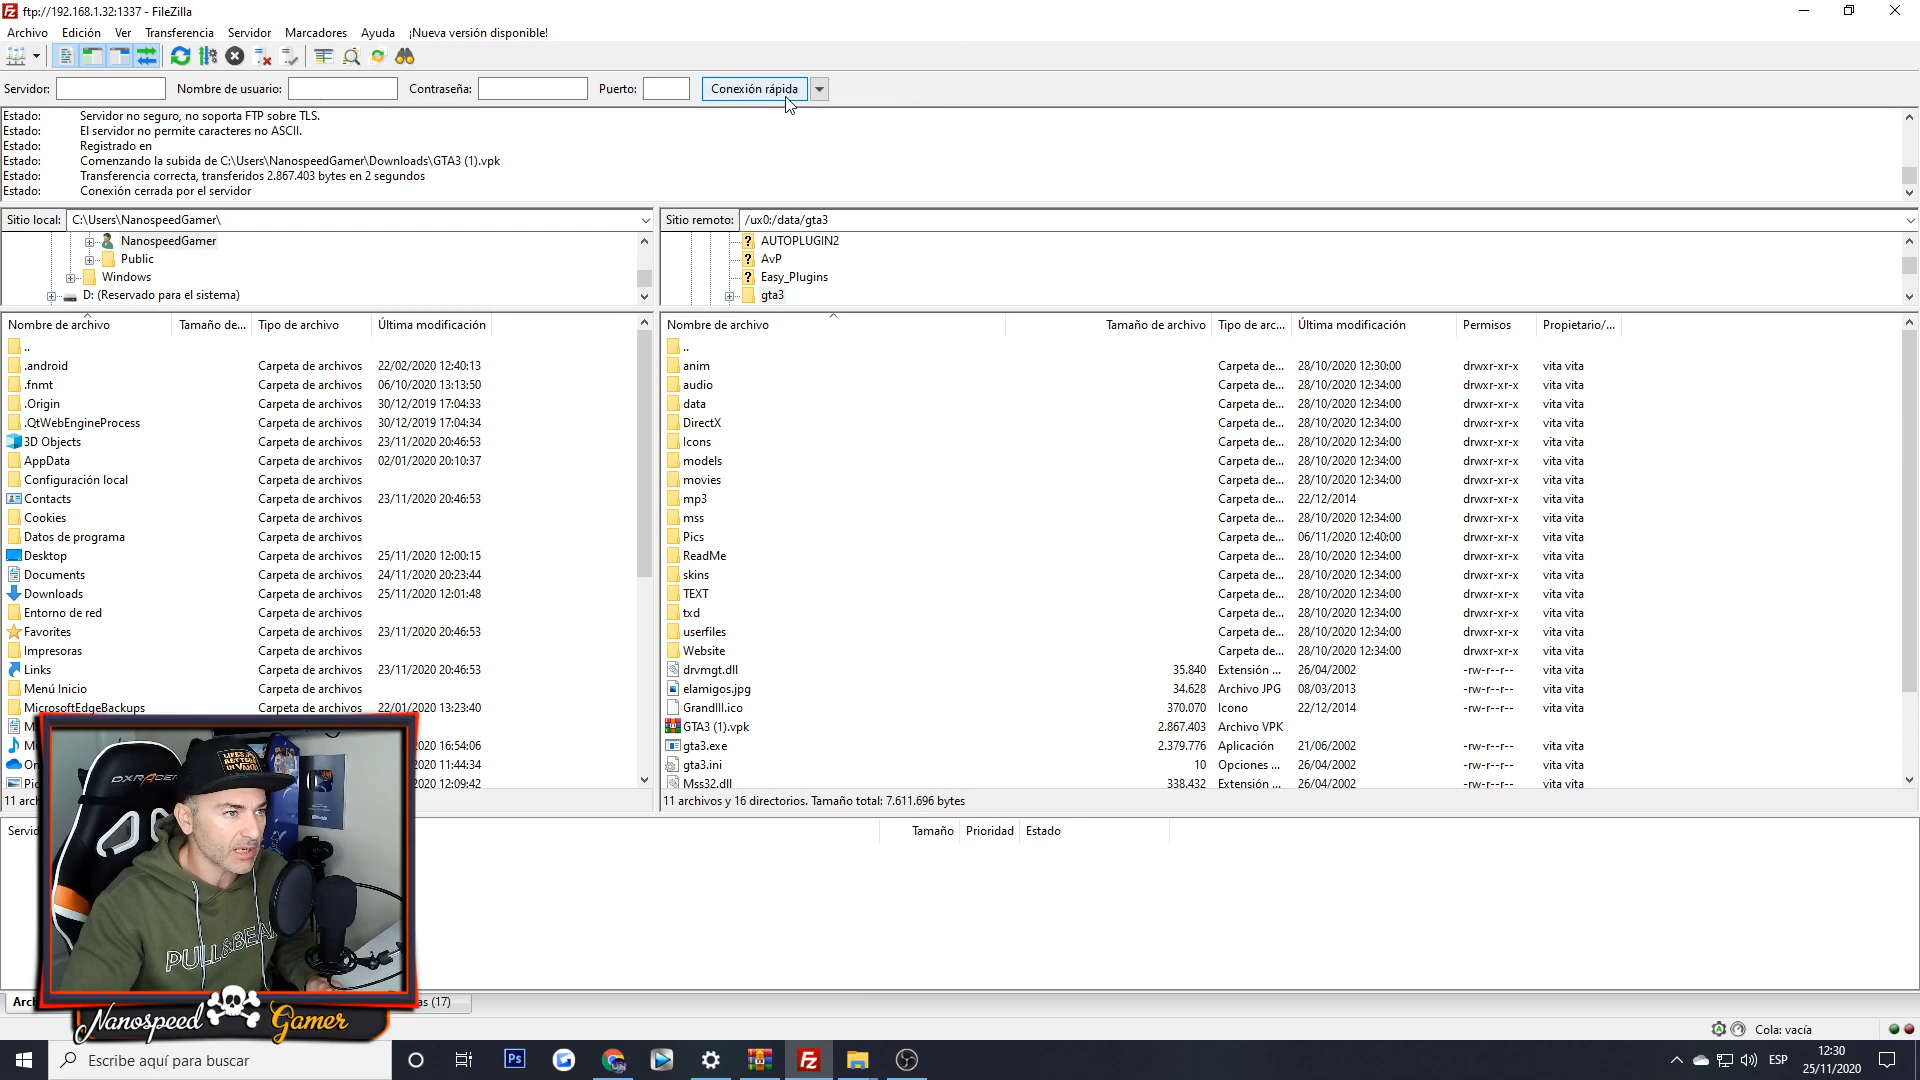 ftp://192.168.1.32:1337 - FileZilla
Archivo Edición Ver Transferencia Servidor Marcadores Ayuda ¡Nueva versión disponible!
Servidor: Nombre de usuario: Contraseña: Puerto: Conexión rápida
Estado: Servidor no seguro, no soporta FTP sobre TLS.
Estado: El servidor no permite caracteres no ASCII.
Estado: Registrado en
Estado: Comenzando la subida de C:\Users\NanospeedGamer\Downloads\GTA3 (1).vpk
Estado: Transferencia correcta, transferidos 2.867.403 bytes en 2 segundos
Estado: Conexión cerrada por el servidor
Sitio local: C:\Users\NanospeedGamer\
NanospeedGamer
Public
Windows
D: (Reservado para el sistema)
Nombre de archivo Tamaño de... Tipo de archivo Última modificación
..
.android Carpeta de archivos 22/02/2020 12:40:13
.fnmt Carpeta de archivos 06/10/2020 13:13:50
.Origin Carpeta de archivos 30/12/2019 17:04:33
.QtWebEngineProcess Carpeta de archivos 30/12/2019 17:04:34
3D Objects Carpeta de archivos 23/11/2020 20:46:53
AppData Carpeta de archivos 02/01/2020 20:10:37
Configuración local Carpeta de archivos
Contacts Carpeta de archivos 23/11/2020 20:46:53
Cookies Carpeta de archivos
Datos de programa Carpeta de archivos
Desktop Carpeta de archivos 25/11/2020 12:00:15
Documents Carpeta de archivos 24/11/2020 20:23:44
Downloads Carpeta de archivos 25/11/2020 12:01:48
Entorno de red Carpeta de archivos
Favorites Carpeta de archivos 23/11/2020 20:46:53
Impresoras Carpeta de archivos
Links Carpeta de archivos 23/11/2020 20:46:53
Menú Inicio Carpeta de archivos
MicrosoftEdgeBackups Carpeta de archivos 22/01/2020 13:23:40
2020 16:54:06
2020 11:44:34
2020 12:09:42
11 arch
Sitio remoto: /ux0:/data/gta3
AUTOPLUGIN2
AvP
Easy_Plugins
gta3
Nombre de archivo Tamaño de archivo Tipo de arc... Última modificación Permisos Propietario/...
..
anim Carpeta de... 28/10/2020 12:30:00 drwxr-xr-x vita vita
audio Carpeta de... 28/10/2020 12:34:00 drwxr-xr-x vita vita
data Carpeta de... 28/10/2020 12:34:00 drwxr-xr-x vita vita
DirectX Carpeta de... 28/10/2020 12:34:00 drwxr-xr-x vita vita
Icons Carpeta de... 28/10/2020 12:34:00 drwxr-xr-x vita vita
models Carpeta de... 28/10/2020 12:34:00 drwxr-xr-x vita vita
movies Carpeta de... 28/10/2020 12:34:00 drwxr-xr-x vita vita
mp3 Carpeta de... 22/12/2014 drwxr-xr-x vita vita
mss Carpeta de... 28/10/2020 12:34:00 drwxr-xr-x vita vita
Pics Carpeta de... 06/11/2020 12:40:00 drwxr-xr-x vita vita
ReadMe Carpeta de... 28/10/2020 12:34:00 drwxr-xr-x vita vita
skins Carpeta de... 28/10/2020 12:34:00 drwxr-xr-x vita vita
TEXT Carpeta de... 28/10/2020 12:34:00 drwxr-xr-x vita vita
txd Carpeta de... 28/10/2020 12:34:00 drwxr-xr-x vita vita
userfiles Carpeta de... 28/10/2020 12:34:00 drwxr-xr-x vita vita
Website Carpeta de... 28/10/2020 12:34:00 drwxr-xr-x vita vita
drvmgt.dll 35.840 Extensión ... 26/04/2002 -rw-r--r-- vita vita
elamigos.jpg 34.628 Archivo JPG 08/03/2013 -rw-r--r-- vita vita
GrandIII.ico 370.070 Icono 22/12/2014 -rw-r--r-- vita vita
GTA3 (1).vpk 2.867.403 Archivo VPK
gta3.exe 2.379.776 Aplicación 21/06/2002 -rw-r--r-- vita vita
gta3.ini 10 Opciones ... 26/04/2002 -rw-r--r-- vita vita
Mss32.dll 338.432 Extensión ... 26/04/2002 -rw-r--r-- vita vita
11 archivos y 16 directorios. Tamaño total: 7.611.696 bytes
Servid Tamaño Prioridad Estado
DXRACER
PULL&BEAR
Nanospeed Gamer
Arch as (17)
Cola: vacía
Escribe aquí para buscar
Ps
Fz
ESP
12:30
25/11/2020